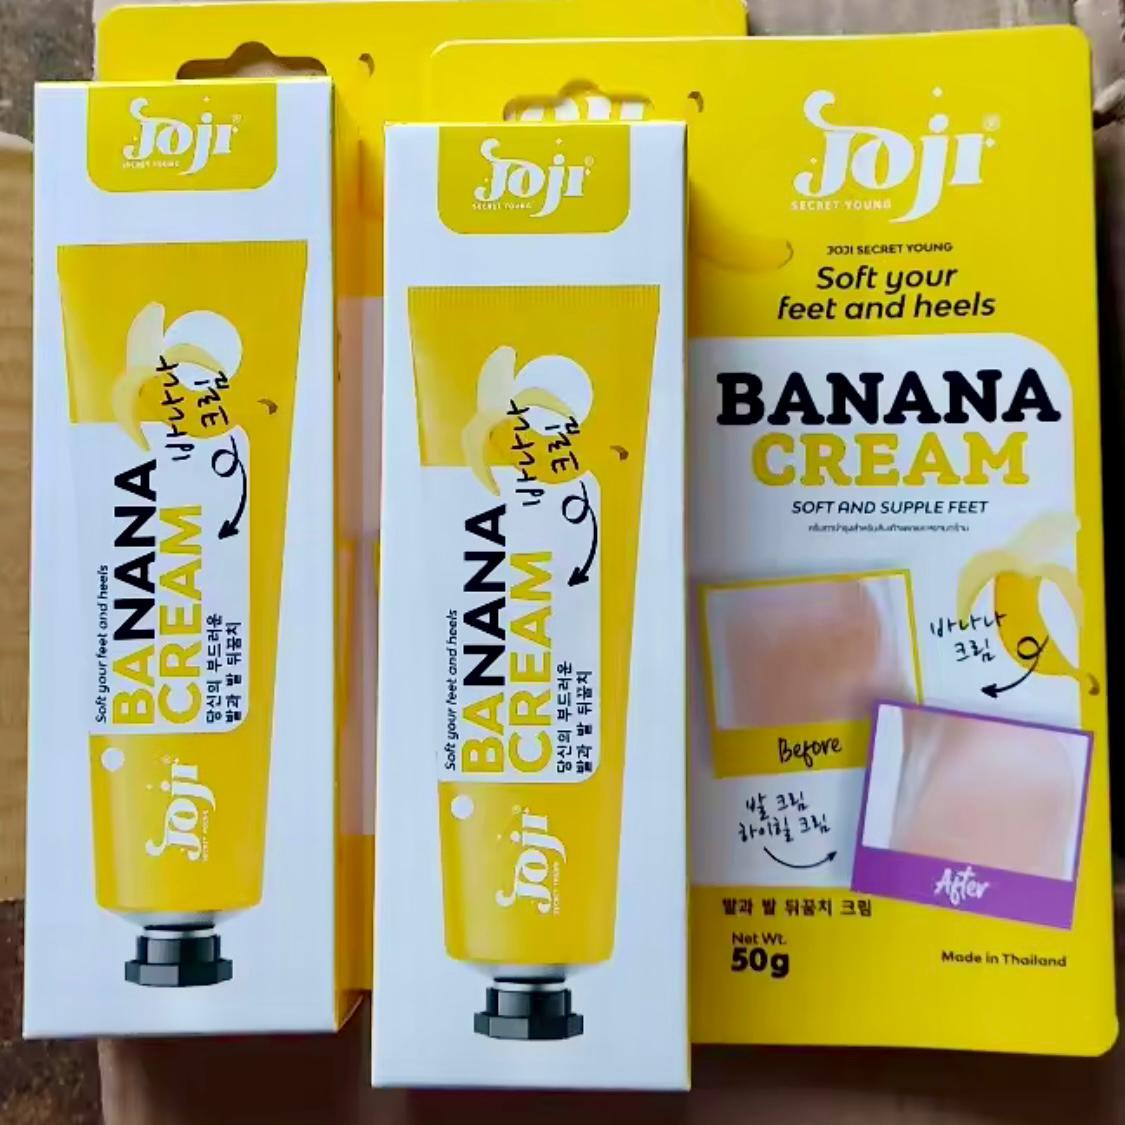 Joji
SECRET YOUNG
바나나
크림
Soft your feet and heels
BANANA
CREAM
당신의 부드러운
발과 발 뒤꿈치
Joji
Joji
SECRET YOUNG
바나나
크림
Soft your feet and heels
BANANA
CREAM
당신의 부드러운
발과 발 뒤꿈치
Joji
SECRET YOUNG
Joji
SECRET YOUNG
JOJI SECRET YOUNG
Soft your
feet and heels
BANANA
CREAM
SOFT AND SUPPLE FEET
바나나
크림
Before
발 크림
하이힐 크림
After
발과 발 뒤꿈치 크림
Net Wt.
50g
Made in Thailand